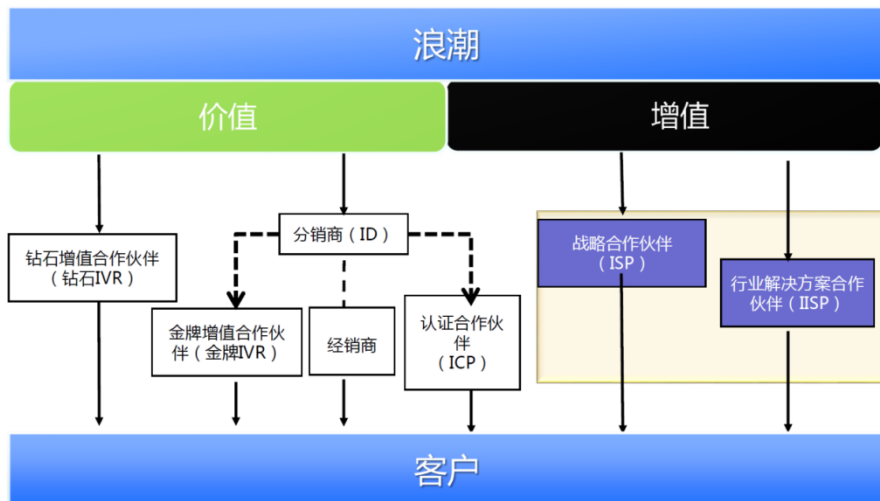 浪潮
价值
增值
分销商（ID）
战略合作伙伴
（ISP）
钻石增值合作伙伴
（钻石IVR）
行业解决方案合作
伙伴（IISP）
金牌增值合作伙
伴（金牌IVR）
经销商
认证合作伙
伴
（ICP）
客户